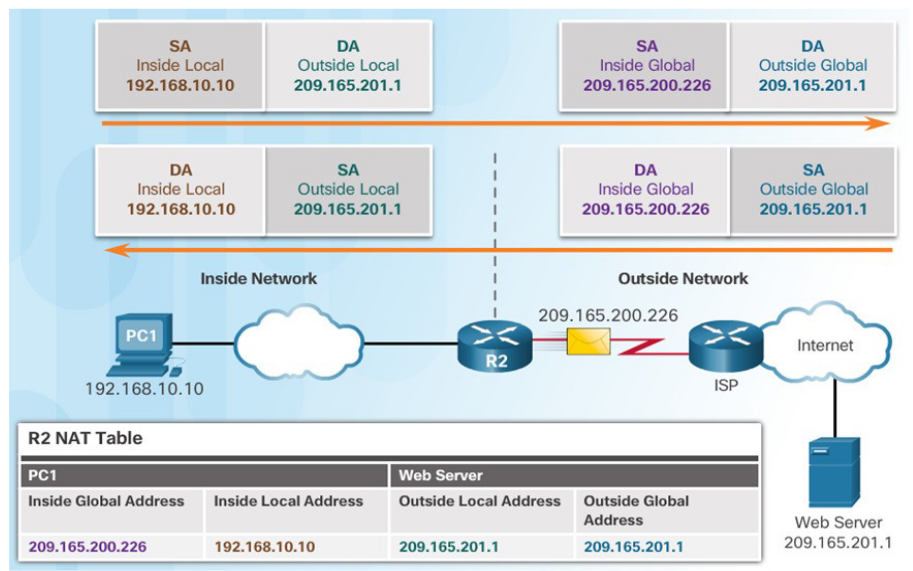 SA
Inside Local
192.168.10.10
DA
Outside Local
209.165.201.1
SA
Inside Global
209.165.200.226
DA
Outside Global
209.165.201.1
DA
Inside Local
192.168.10.10
SA
Outside Local
209.165.201.1
DA
Inside Global
209.165.200.226
SA
Outside Global
209.165.201.1
Inside Network
Outside Network
209.165.200.226
PC1
R2
Internet
ISP
192.168.10.10
R2 NAT Table
PC1
Web Server
Inside Global Address
Inside Local Address
Outside Local Address
Outside Global
Address
209.165.200.226
192.168.10.10
209.165.201.1
209.165.201.1
Web Server
209.165.201.1